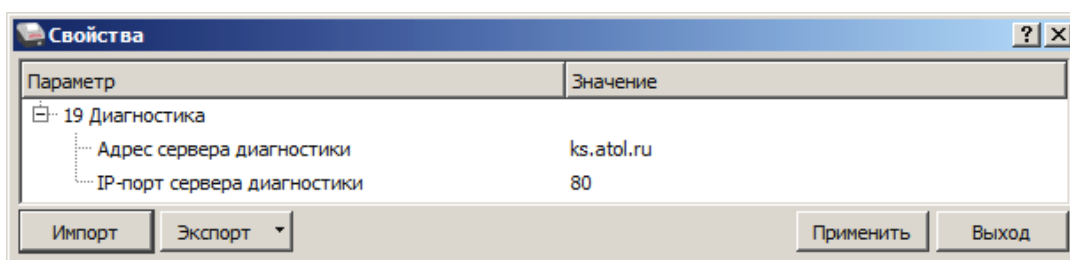 Свойства
Параметр Значение
19 Диагностика
Адрес сервера диагностики ks.atol.ru
IP-порт сервера диагностики 80
Импорт Экспорт Применить Выход